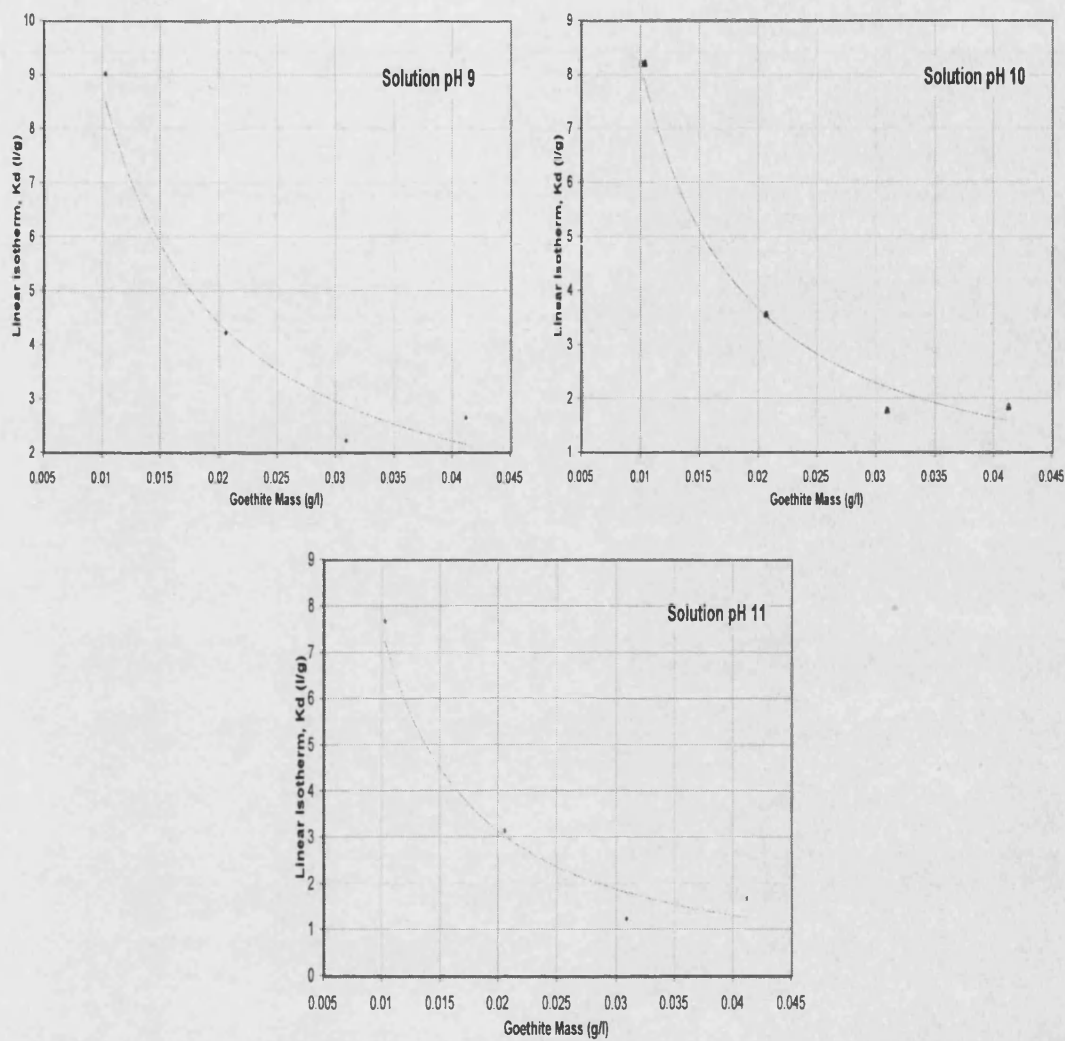 Solution pH 9
Linear isotherm, Kd (l/g)
10
9
8
7
6
5
4
3
2
0.005 0.01 0.015 0.02 0.025 0.03 0.035 0.04 0.045
Goethite Mass (g/l)
Solution pH 10
Linear isotherm, Kd (l/g)
9
8
7
6
5
4
3
2
1
0.005 0.01 0.015 0.02 0.025 0.03 0.035 0.04 0.045
Goethite Mass (g/l)
Solution pH 11
Linear isotherm, Kd (l/g)
9
8
7
6
5
4
3
2
1
0
0.005 0.01 0.015 0.02 0.025 0.03 0.035 0.04 0.045
Goethite Mass (g/l)